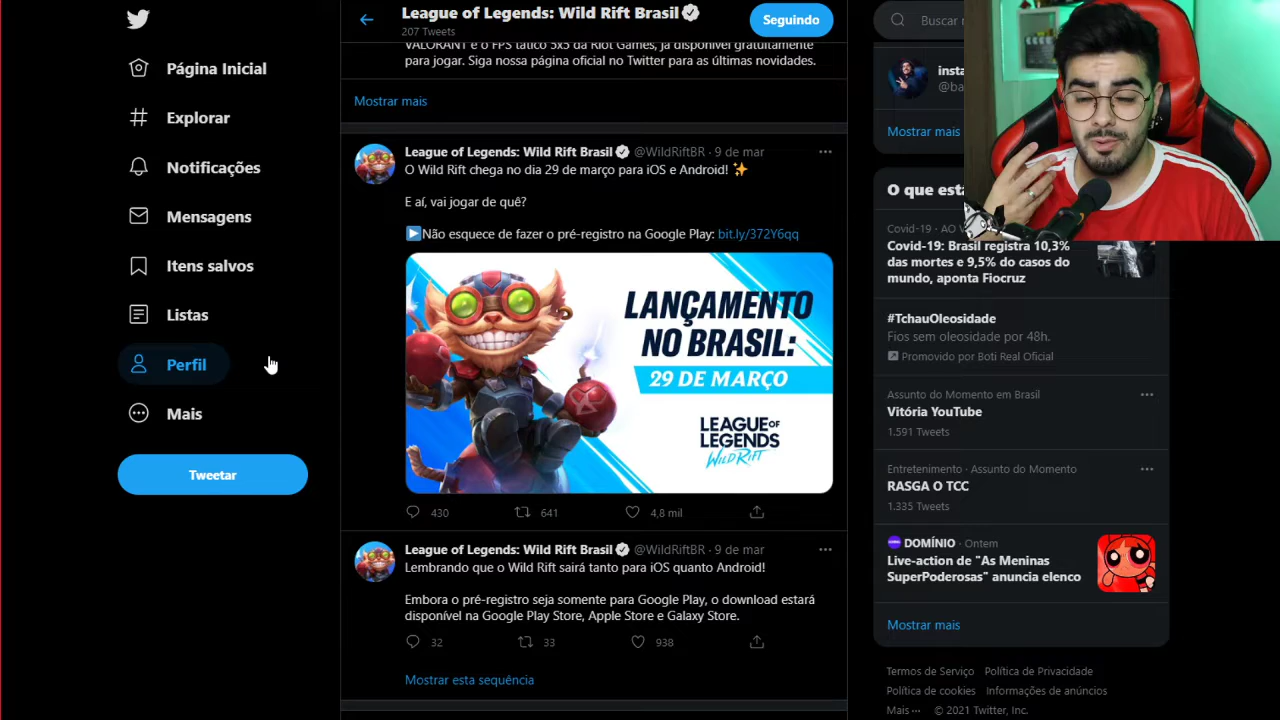 Página Inicial
Explorar
Notificações
Mensagens
Itens salvos
Listas
Perfil
Mais
Tweetar
League of Legends: Wild Rift Brasil
207 Tweets
Seguindo
VALORANT é o FPS tático 5x5 da Riot Games, já disponível gratuitamente
para jogar. Siga nossa página oficial no Twitter para as últimas novidades.
Mostrar mais
League of Legends: Wild Rift Brasil @WildRiftBR · 9 de mar
O Wild Rift chega no dia 29 de março para iOS e Android! ✨
E aí, vai jogar de quê?
▶️Não esquece de fazer o pré-registro na Google Play: bit.ly/372Y6qq
LANÇAMENTO
NO BRASIL:
29 DE MARÇO
LEAGUE OF
LEGENDS
WILD RIFT
430 641 4,8 mil
League of Legends: Wild Rift Brasil @WildRiftBR · 9 de mar
Lembrando que o Wild Rift sairá tanto para iOS quanto Android!
Embora o pré-registro seja somente para Google Play, o download estará
disponível na Google Play Store, Apple Store e Galaxy Store.
32 33 938
Mostrar esta sequência
Buscar
insta
@ba
Mostrar mais
O que est
Covid-19 · AO
Covid-19: Brasil registra 10,3%
das mortes e 9,5% do casos do
mundo, aponta Fiocruz
#TchauOleosidade
Fios sem oleosidade por 48h.
Promovido por Boti Real Oficial
Assunto do Momento em Brasil
Vitória YouTube
1.591 Tweets
Entretenimento · Assunto do Momento
RASGA O TCC
1.335 Tweets
DOMÍNIO · Ontem
Live-action de "As Meninas
SuperPoderosas" anuncia elenco
Mostrar mais
Termos de Serviço Política de Privacidade
Política de cookies Informações de anúncios
Mais ··· © 2021 Twitter, Inc.